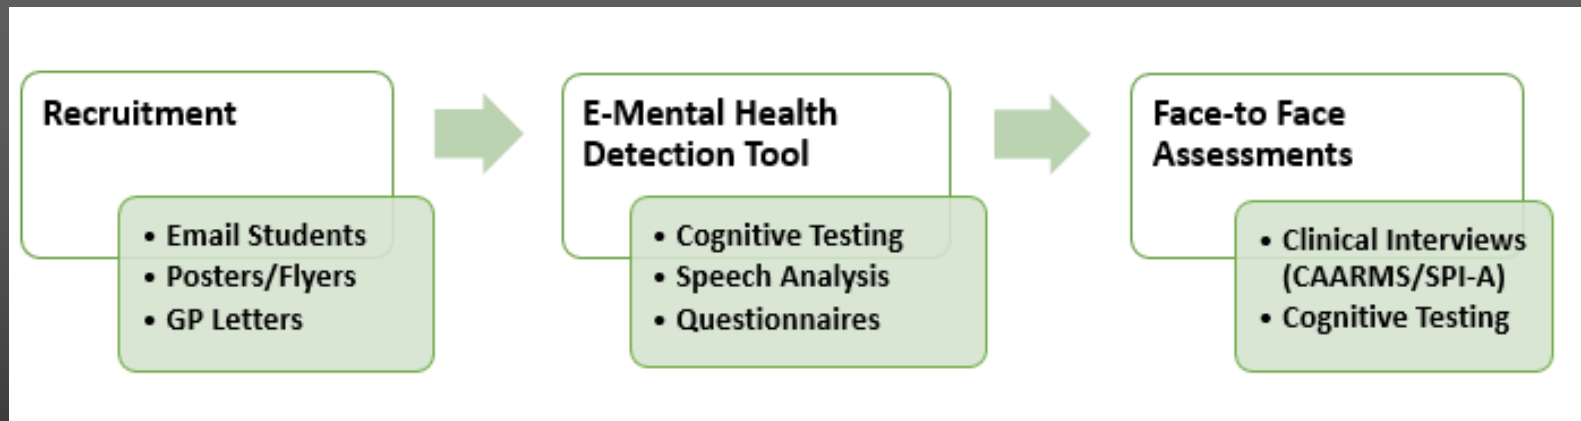 Recruitment
• Email Students
• Posters/Flyers
• GP Letters
E-Mental Health
Detection Tool
• Cognitive Testing
• Speech Analysis
• Questionnaires
Face-to Face
Assessments
• Clinical Interviews
(CAARMS/SPI-A)
• Cognitive Testing